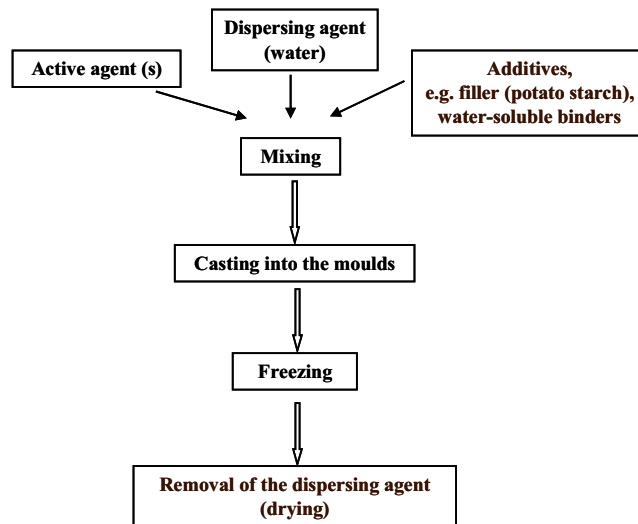 Dispersing agent
(water)
Active agent (s)
Additives,
e.g. filler (potato starch),
water-soluble binders
Mixing
Casting into the moulds
Freezing
Removal of the dispersing agent
(drying)